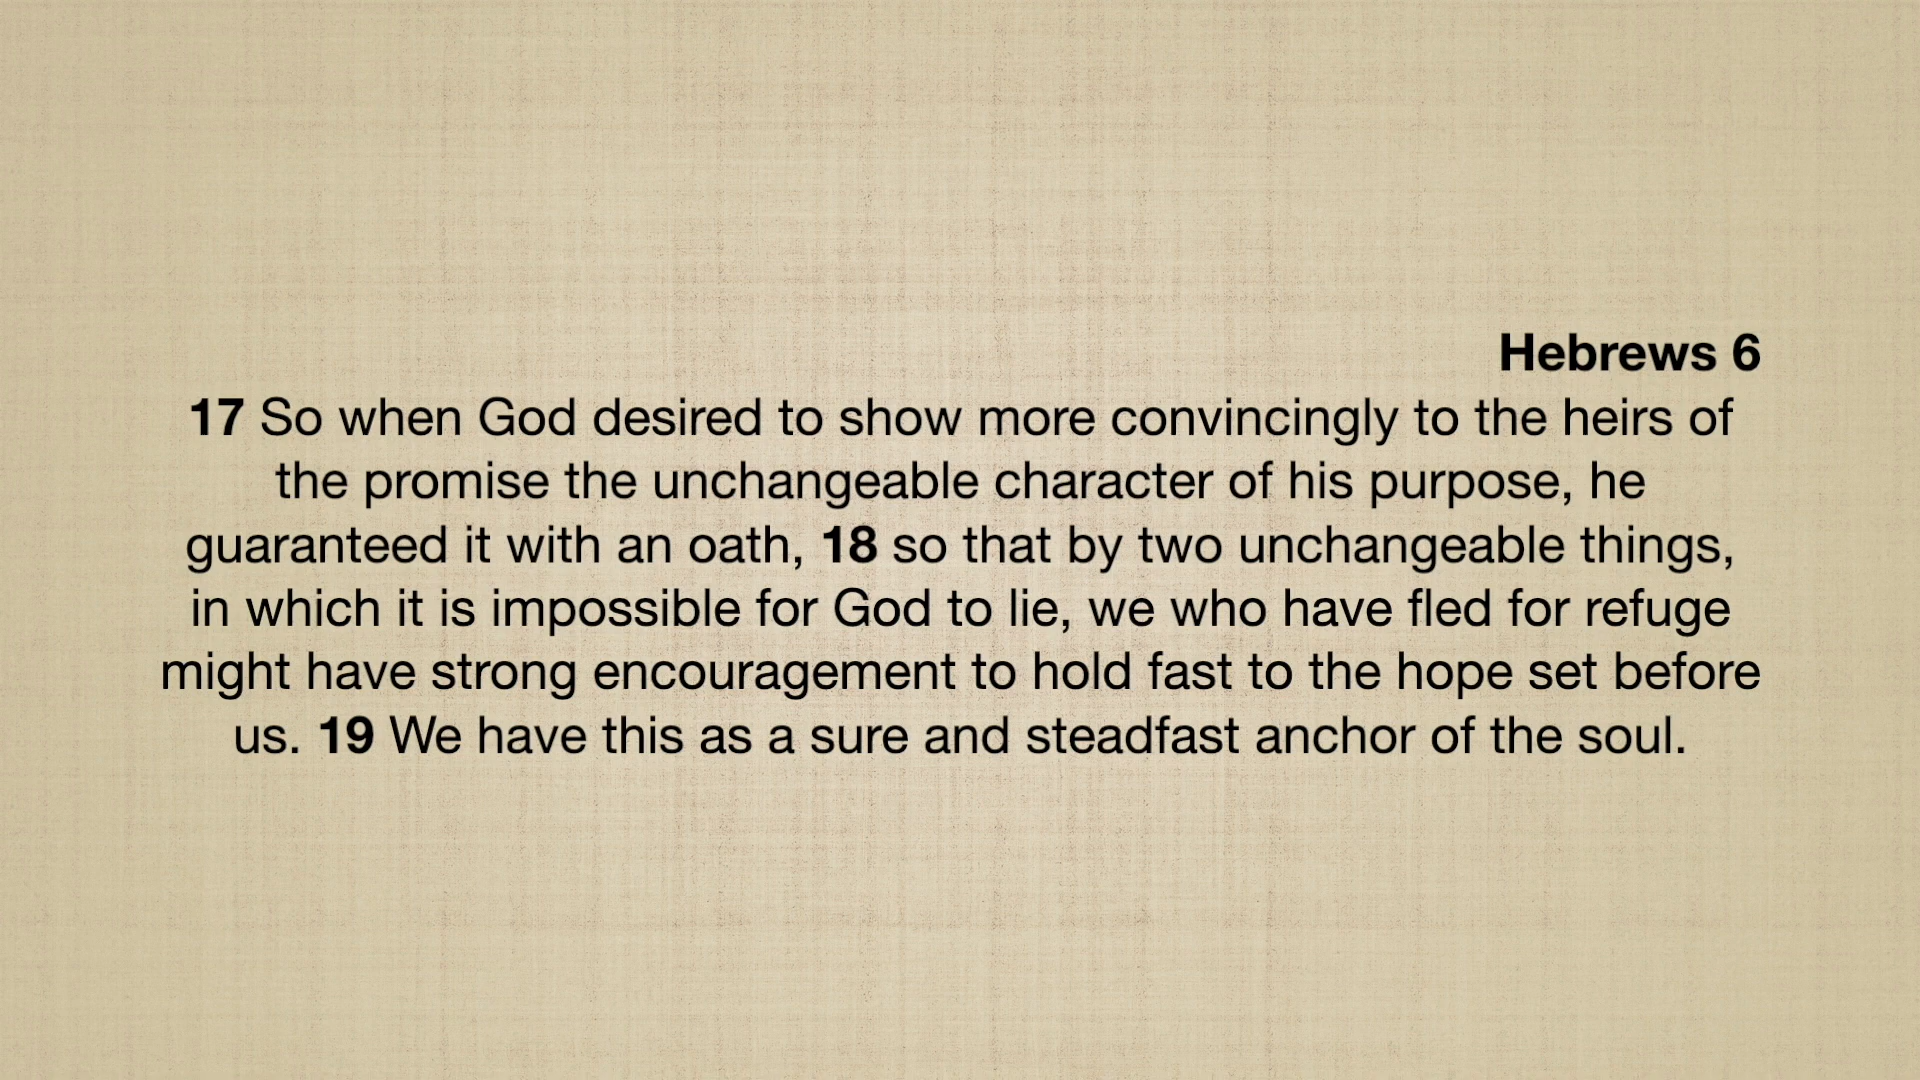 Hebrews 6
17 So when God desired to show more convincingly to the heirs of
the promise the unchangeable character of his purpose, he
guaranteed it with an oath, 18 so that by two unchangeable things,
in which it is impossible for God to lie, we who have fled for refuge
might have strong encouragement to hold fast to the hope set before
us. 19 We have this as a sure and steadfast anchor of the soul.